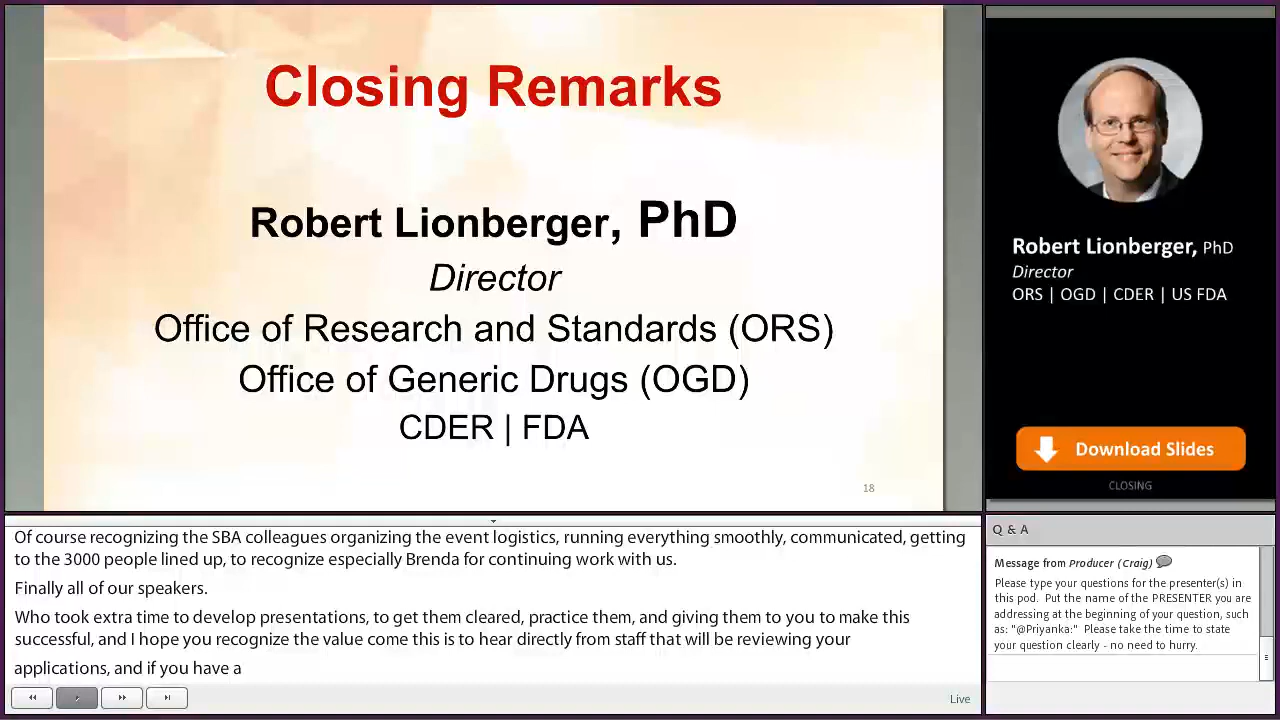 Closing Remarks
Robert Lionberger, PhD
Director
Office of Research and Standards (ORS)
Office of Generic Drugs (OGD)
CDER | FDA
18
Robert Lionberger, PhD
Director
ORS | OGD | CDER | US FDA
Download Slides
CLOSING
Of course recognizing the SBA colleagues organizing the event logistics, running everything smoothly, communicated, getting
to the 3000 people lined up, to recognize especially Brenda for continuing work with us.
Finally all of our speakers.
Who took extra time to develop presentations, to get them cleared, practice them, and giving them to you to make this
successful, and I hope you recognize the value come this is to hear directly from staff that will be reviewing your
applications, and if you have a
Live
Q & A
Message from Producer (Craig)
Please type your questions for the presenter(s) in
this pod. Put the name of the PRESENTER you are
addressing at the beginning of your question, such
as: "@Priyanka:" Please take the time to state
your question clearly - no need to hurry.